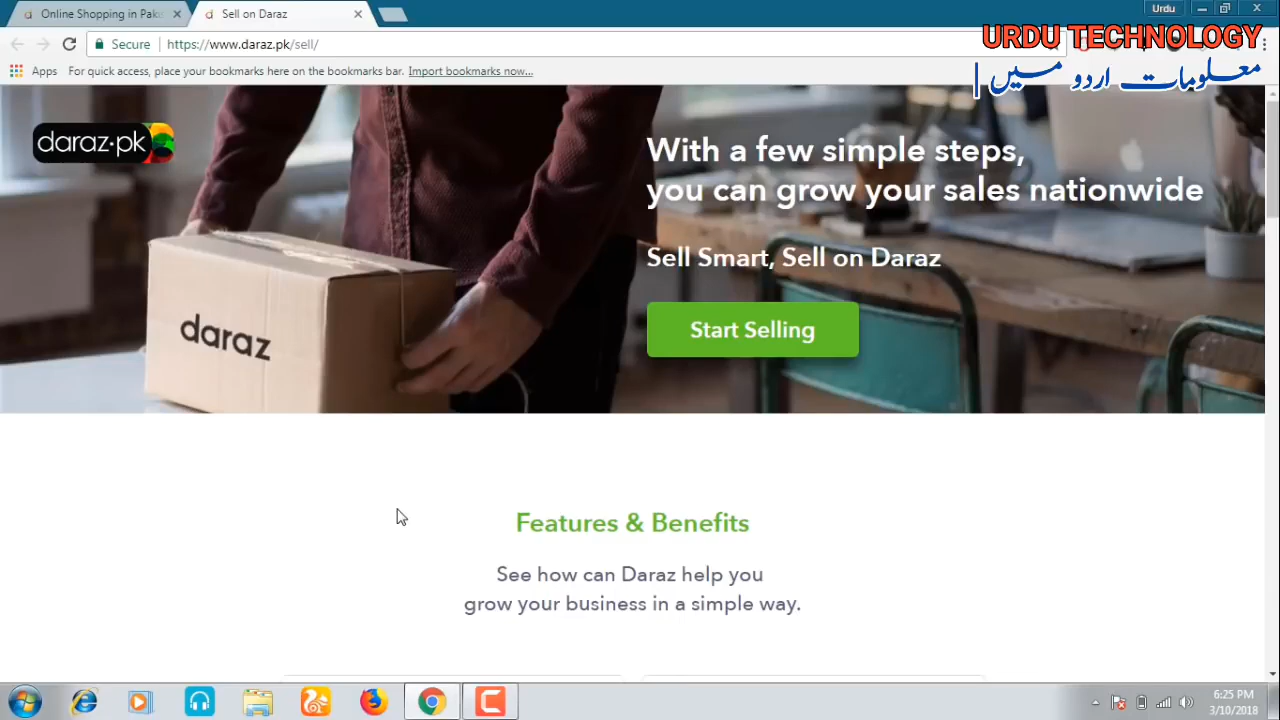 Online Shopping in Pak
Sell on Daraz
Urdu
Secure
https://www.daraz.pk/sell/
URDU TECHNOLOGY
معلومات اردو میں |
Apps
For quick access, place your bookmarks here on the bookmarks bar. Import bookmarks now...
daraz.pk
With a few simple steps,
you can grow your sales nationwide
Sell Smart, Sell on Daraz
daraz
Start Selling
Features & Benefits
See how can Daraz help you
grow your business in a simple way.
6:25 PM
3/10/2018